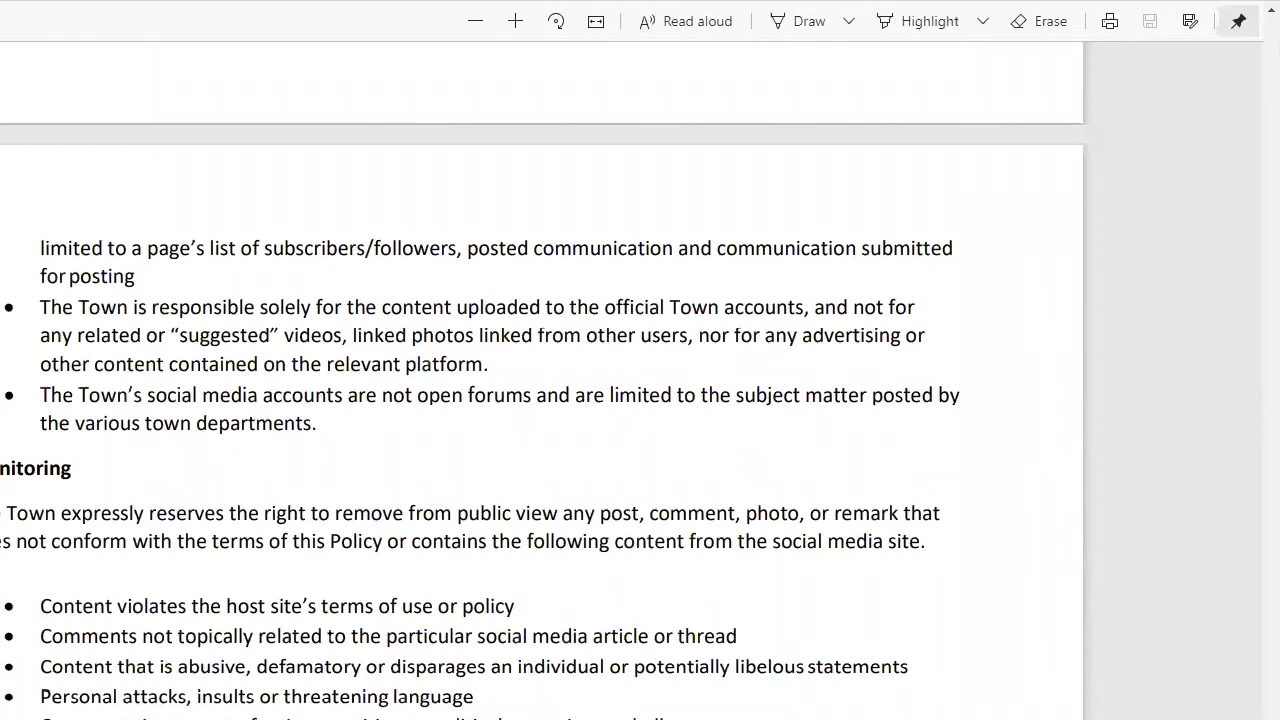 Read aloud Draw Highlight Erase
limited to a page’s list of subscribers/followers, posted communication and communication submitted
for posting
• The Town is responsible solely for the content uploaded to the official Town accounts, and not for
any related or “suggested” videos, linked photos linked from other users, nor for any advertising or
other content contained on the relevant platform.
• The Town’s social media accounts are not open forums and are limited to the subject matter posted by
the various town departments.
nitoring
Town expressly reserves the right to remove from public view any post, comment, photo, or remark that
es not conform with the terms of this Policy or contains the following content from the social media site.
• Content violates the host site’s terms of use or policy
• Comments not topically related to the particular social media article or thread
• Content that is abusive, defamatory or disparages an individual or potentially libelous statements
• Personal attacks, insults or threatening language